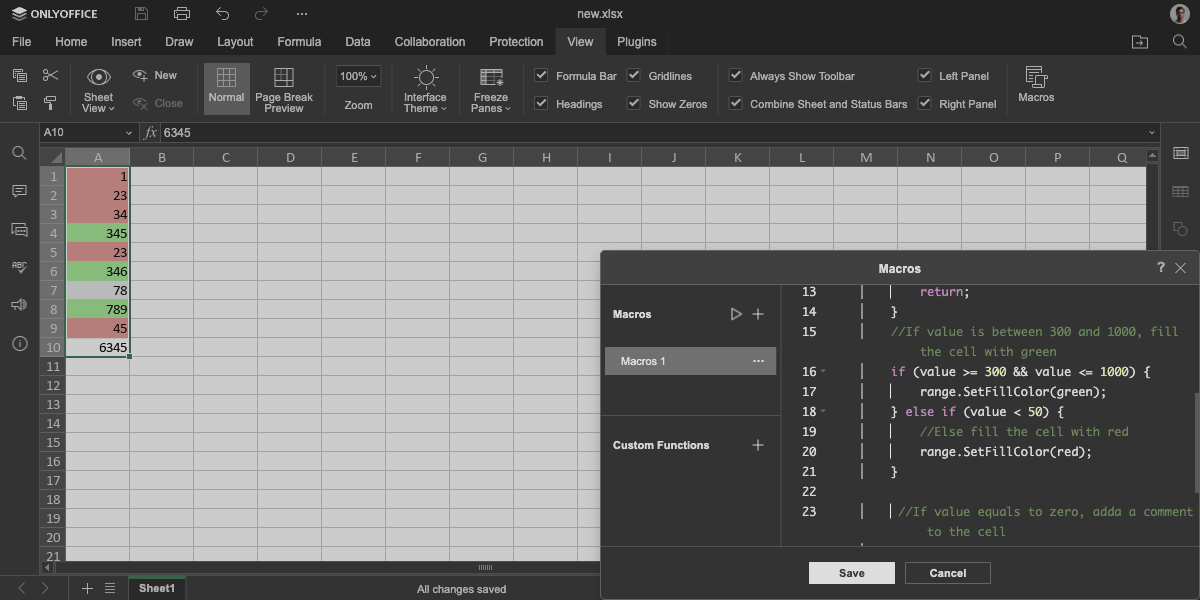 ONLYOFFICE
new.xlsx
File Home Insert Draw Layout Formula Data Collaboration Protection View Plugins
Sheet View
New
Close
Normal
Page Break Preview
100%
Zoom
Interface Theme
Freeze Panes
Formula Bar
Gridlines
Headings
Show Zeros
Always Show Toolbar
Combine Sheet and Status Bars
Left Panel
Right Panel
Macros
A10 fx 6345
A B C D E F G H I J K L M N O P Q
1 1
2 23
3 34
4 345
5 23
6 346
7 78
8 789
9 45
10 6345
11
12
13
14
15
16
17
18
19
20
21
ABC
Macros
?
Macros
Macros 1
Custom Functions
13 return;
14 }
15 //If value is between 300 and 1000, fill
the cell with green
16 if (value >= 300 && value <= 1000) {
17 range.SetFillColor(green);
18 } else if (value < 50) {
19 //Else fill the cell with red
20 range.SetFillColor(red);
21 }
22
23 //If value equals to zero, adda a comment
to the cell
Save Cancel
Sheet1
All changes saved